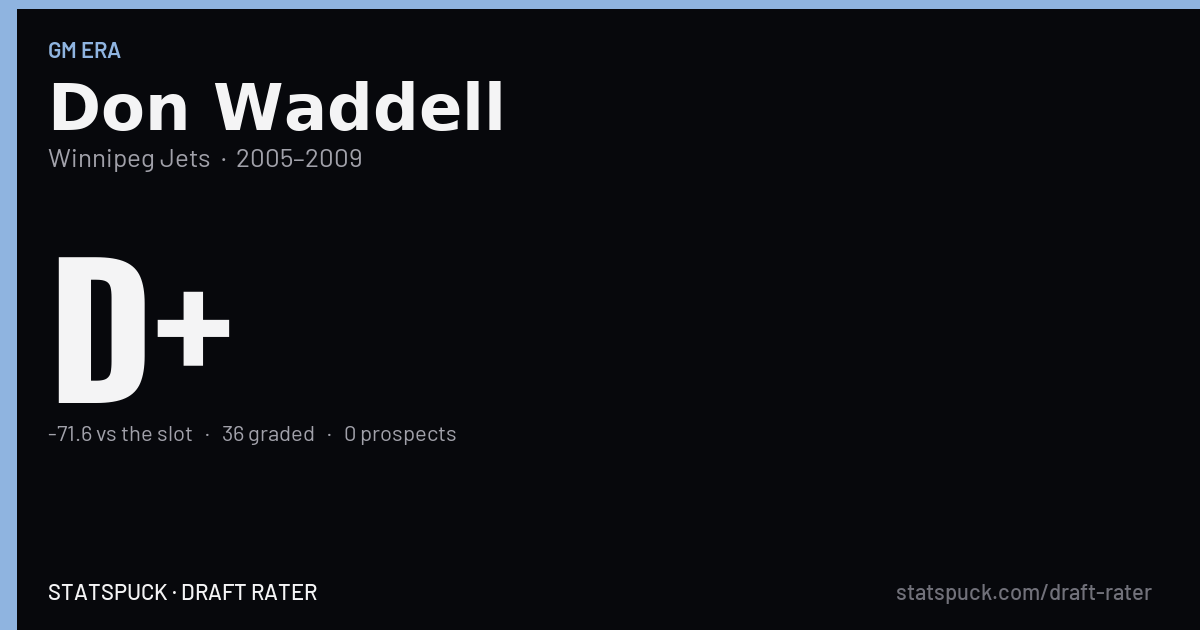 GM ERA
Don Waddell
Winnipeg Jets · 2005–2009
D+
-71.6 vs the slot · 36 graded · 0 prospects
STATSPUCK · DRAFT RATER
statspuck.com/draft-rater